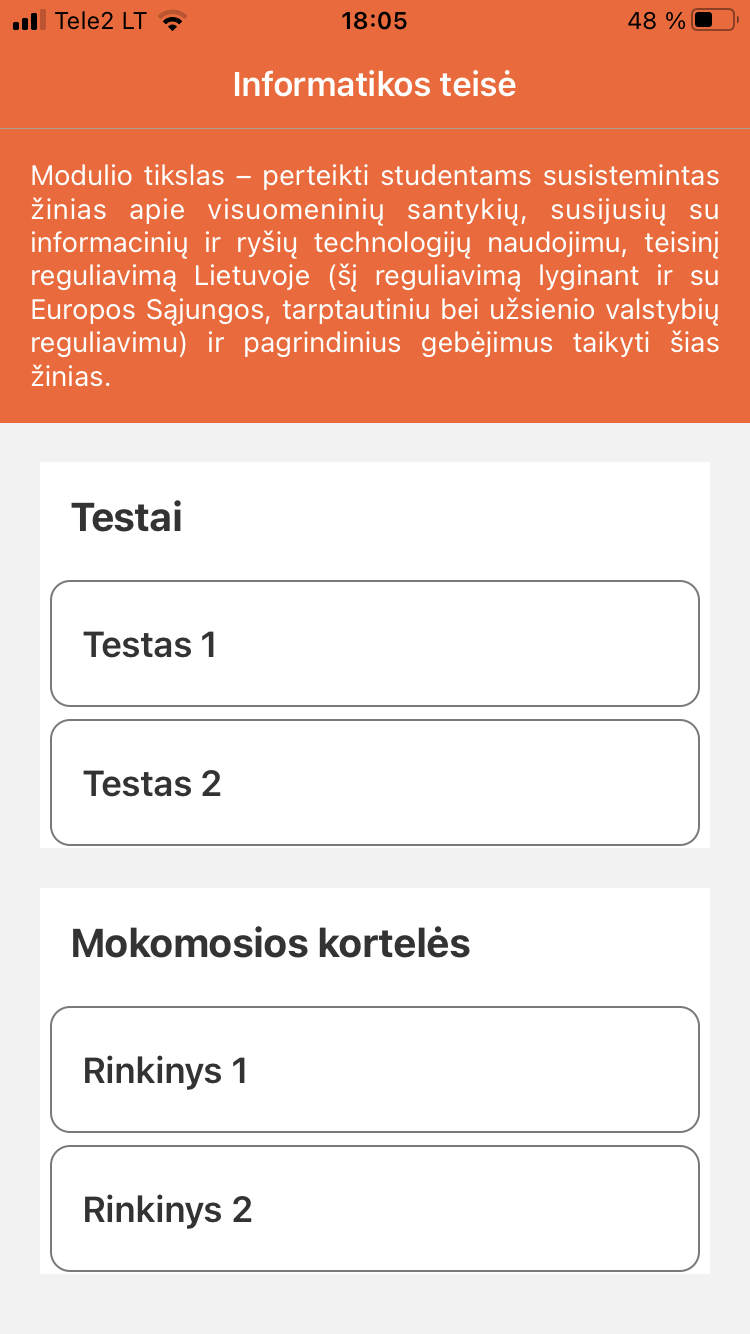 Tele2 LT 18:05 48 %
Informatikos teisė
Modulio tikslas – perteikti studentams susistemintas
žinias apie visuomeninių santykių, susijusių su
informacinių ir ryšių technologijų naudojimu, teisinį
reguliavimą Lietuvoje (šį reguliavimą lyginant ir su
Europos Sąjungos, tarptautiniu bei užsienio valstybių
reguliavimu) ir pagrindinius gebėjimus taikyti šias
žinias.
Testai
Testas 1
Testas 2
Mokomosios kortelės
Rinkinys 1
Rinkinys 2